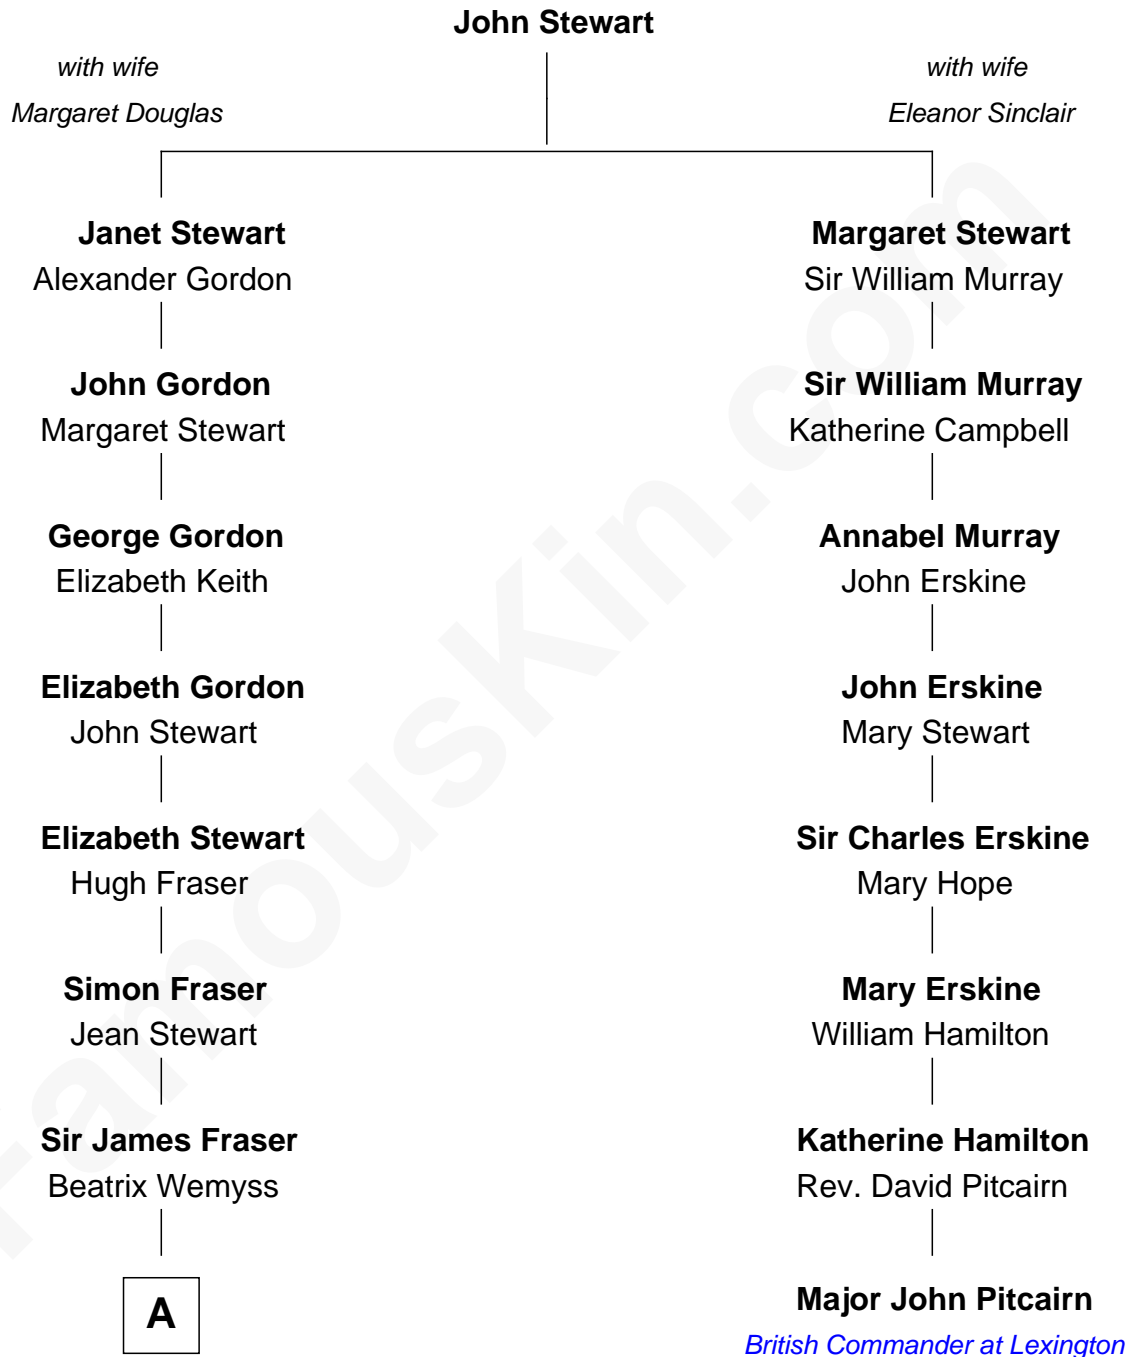 John Stewart
with wife
Margaret Douglas
with wife
Eleanor Sinclair
Janet Stewart
Alexander Gordon
Margaret Stewart
Sir William Murray
John Gordon
Margaret Stewart
Sir William Murray
Katherine Campbell
George Gordon
Elizabeth Keith
Annabel Murray
John Erskine
Elizabeth Gordon
John Stewart
John Erskine
Mary Stewart
Elizabeth Stewart
Hugh Fraser
Sir Charles Erskine
Mary Hope
Simon Fraser
Jean Stewart
Mary Erskine
William Hamilton
Sir James Fraser
Beatrix Wemyss
Katherine Hamilton
Rev. David Pitcairn
A
Major John Pitcairn
British Commander at Lexington
FamousKin.com